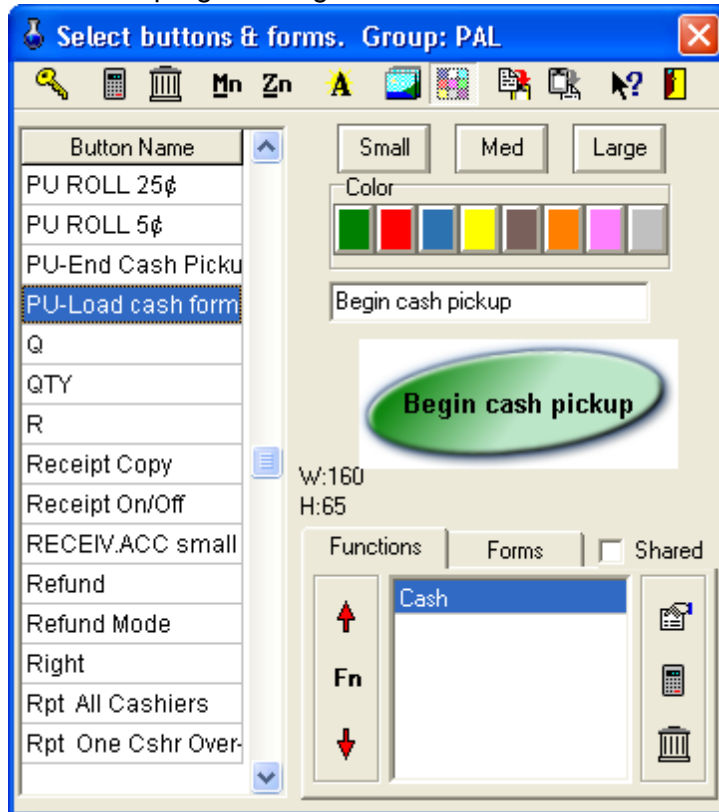 Select buttons & forms. Group: PAL
Mn Zn A ?
Button Name
PU ROLL 25¢
PU ROLL 5¢
PU-End Cash Picku
PU-Load cash form
Q
QTY
R
Receipt Copy
Receipt On/Off
RECEIV.ACC small
Refund
Refund Mode
Right
Rpt All Cashiers
Rpt One Cshr Over-
Small Med Large
Color
Begin cash pickup
Begin cash pickup
W:160
H:65
Functions Forms Shared
Cash
Fn